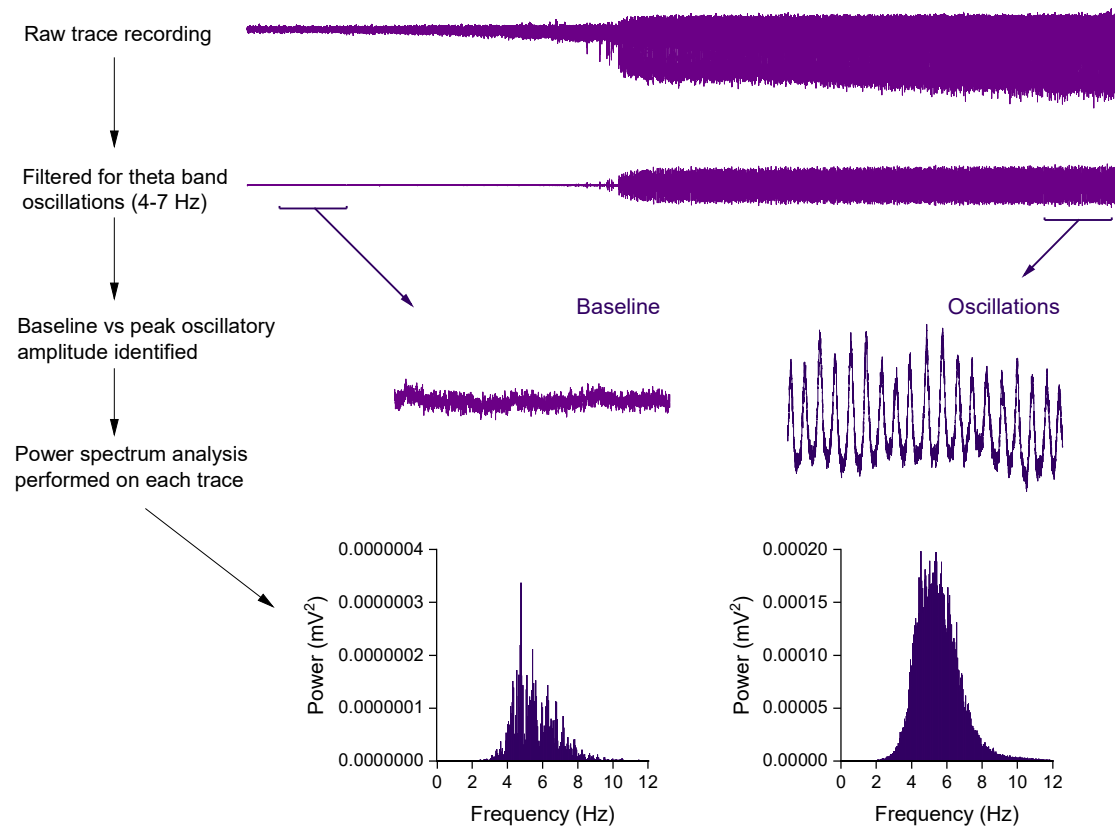 Raw trace recording
Filtered for theta band
oscillations (4-7 Hz)
Baseline
Oscillations
Baseline vs peak oscillatory
amplitude identified
Power spectrum analysis
performed on each trace
Power (mV²)
0.0000004
0.0000003
0.0000002
0.0000001
0.0000000
0 2 4 6 8 10 12
Frequency (Hz)
Power (mV²)
0.00020
0.00015
0.00010
0.00005
0.00000
0 2 4 6 8 10 12
Frequency (Hz)